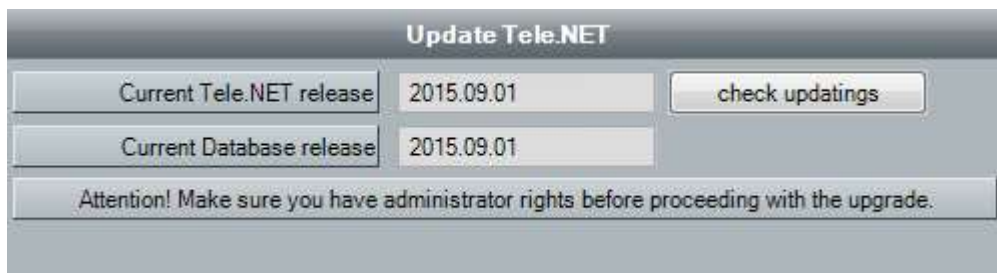 Update Tele.NET
Current Tele.NET release 2015.09.01 check updatings
Current Database release 2015.09.01
Attention! Make sure you have administrator rights before proceeding with the upgrade.